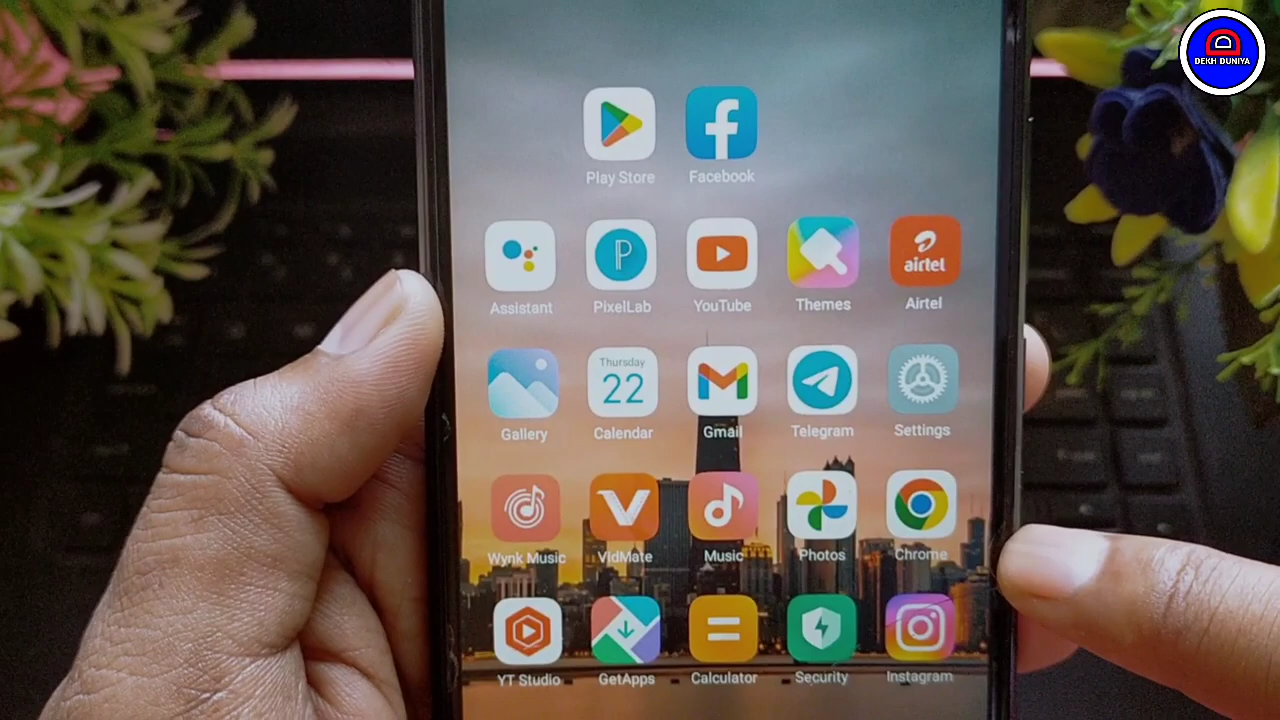 DEKH DUNIYA
Play Store
Facebook
airtel
Assistant
PixelLab
YouTube
Themes
Airtel
Thursday
22
Gallery
Calendar
Gmail
Telegram
Settings
Wynk Music
VidMate
Music
Photos
Chrome
YT Studio
GetApps
Calculator
Security
Instagram